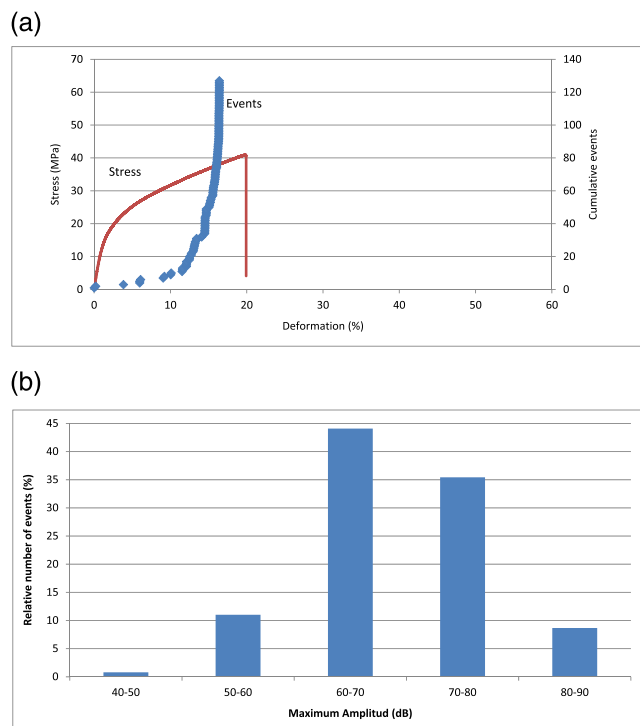 (a)
70 140
60 120
50 100
40 80
30 60
20 40
10 20
0 0
Stress (MPa)
Cumulative events
Events
Stress
0 10 20 30 40 50 60
Deformation (%)
(b)
45
40
35
30
25
20
15
10
5
0
Relative number of events (%)
40-50 50-60 60-70 70-80 80-90
Maximum Amplitud (dB)